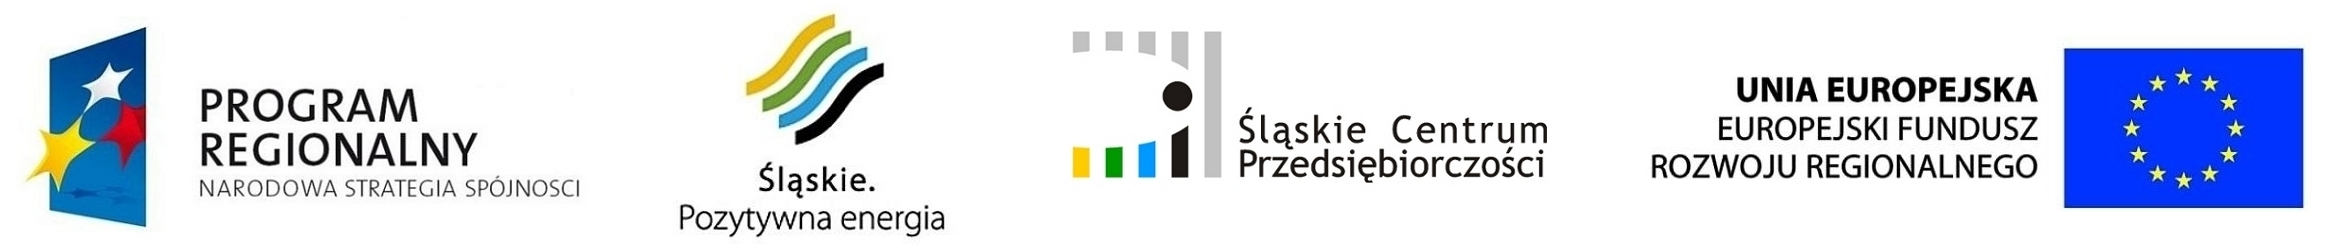 PROGRAM
REGIONALNY
NARODOWA STRATEGIA SPÓJNOSCI
Śląskie.
Pozytywna energia
Śląskie Centrum
Przedsiębiorczości
UNIA EUROPEJSKA
EUROPEJSKI FUNDUSZ
ROZWOJU REGIONALNEGO